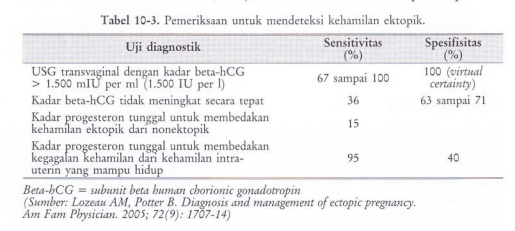 Tabel 10-3. Pemeriksaan untuk mendeteksi kehamilan ektopik.
Uji diagnostik Sensitivitas (%) Spesifisitas (%)
USG transvaginal dengan kadar beta-hCG
> 1.500 mIU per ml (1.500 IU per l) 67 sampai 100 100 (virtual certainty)
Kadar beta-hCG tidak meningkat secara tepat 36 63 sampai 71
Kadar progesteron tunggal untuk membedakan
kehamilan ektopik dari nonektopik 15
Kadar progesteron tunggal untuk membedakan
kegagalan kehamilan dari kehamilan intra-
uterin yang mampu hidup 95 40
Beta-hCG = subunit beta human chorionic gonadotropin
(Sumber: Lozeau AM, Potter B. Diagnosis and management of ectopic pregnancy.
Am Fam Physician. 2005; 72(9): 1707-14)